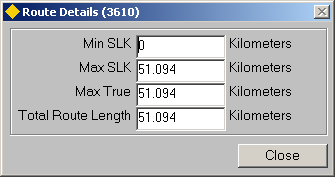 Route Details (3610)
Min SLK 0 Kilometers
Max SLK 51.094 Kilometers
Max True 51.094 Kilometers
Total Route Length 51.094 Kilometers
Close